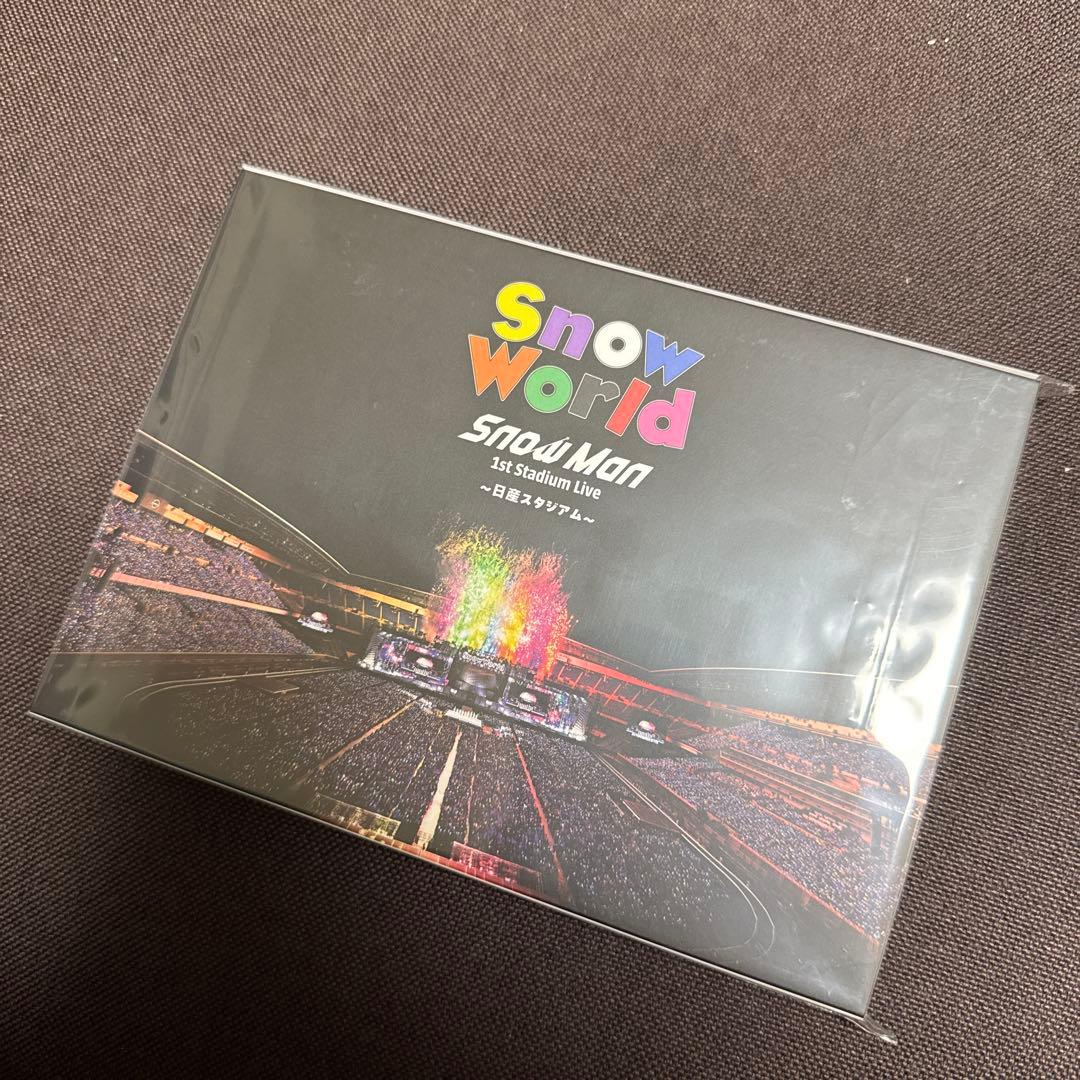 Snow
World
Snow Man
1st Stadium Live
～日産スタジアム～